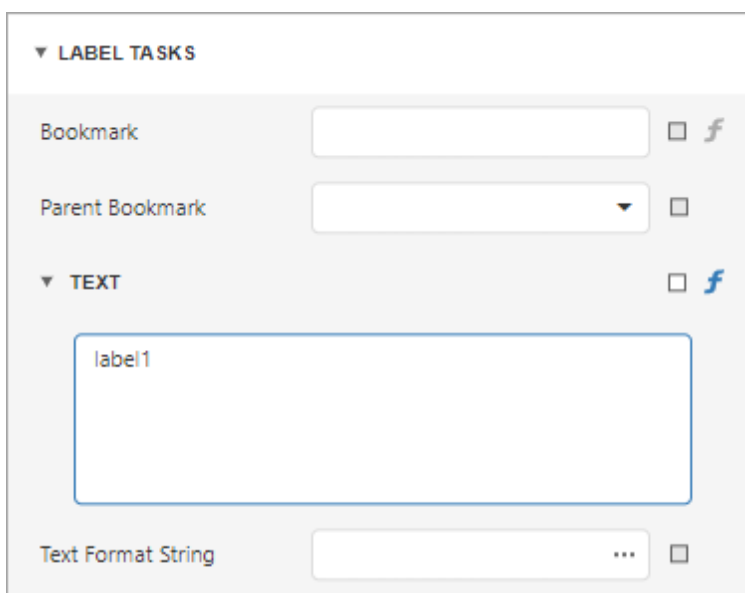 LABEL TASKS
Bookmark
Parent Bookmark
TEXT
label1
Text Format String